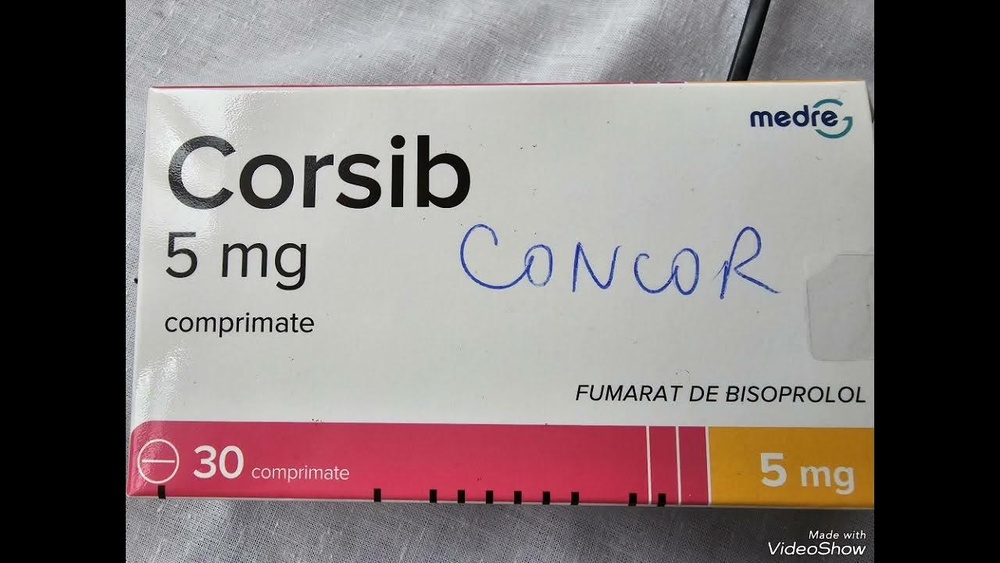 medre
Corsib
5 mg
CONCOR
comprimate
FUMARAT DE BISOPROLOL
30 comprimate
5 mg
Made with
VideoShow